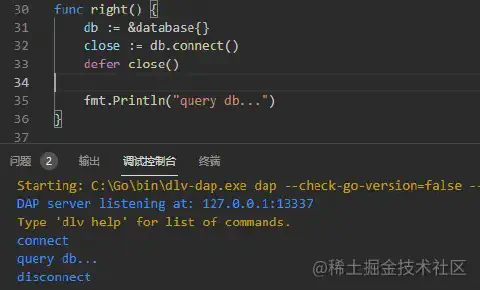 30 func right() {
31     db := &database{}
32     close := db.connect()
33     defer close()
34
35     fmt.Println("query db...")
36 }
37
问题 2 输出 调试控制台 终端
Starting: C:\Go\bin\dlv-dap.exe dap --check-go-version=false --
DAP server listening at: 127.0.0.1:13337
Type 'dlv help' for list of commands.
connect
query db...
disconnect
@稀土掘金技术社区